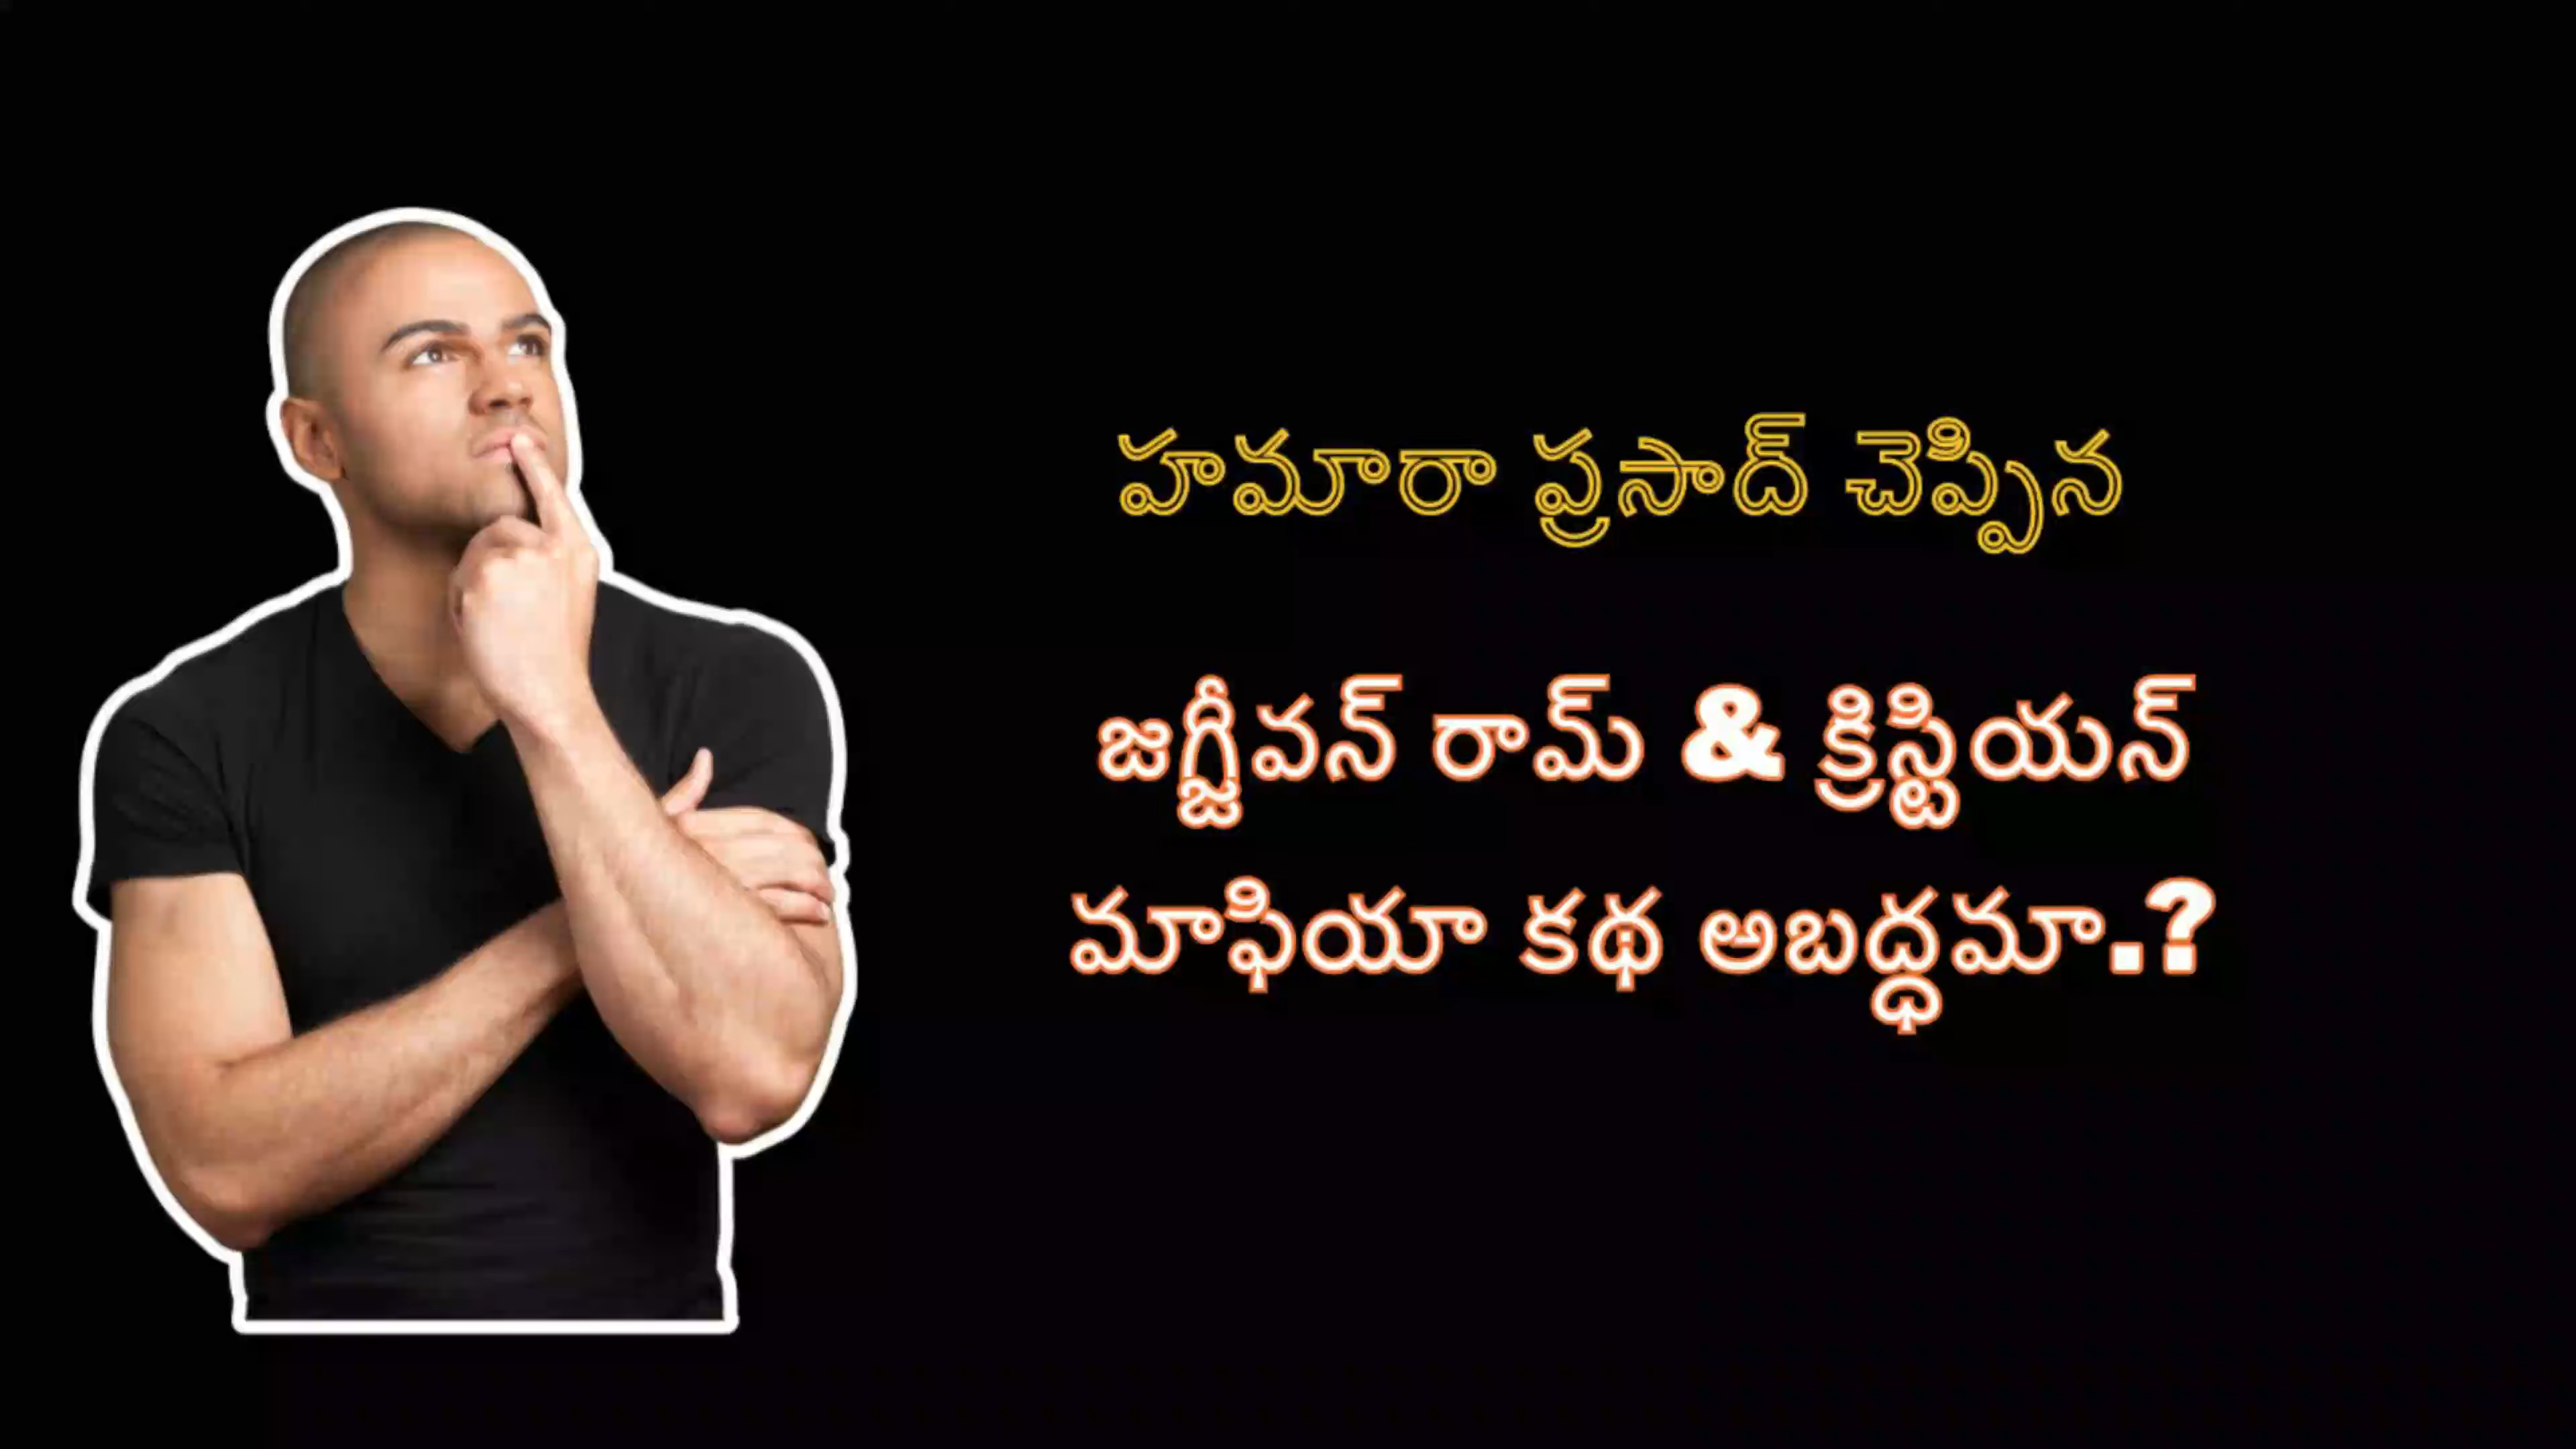 హమారా ప్రసాద్ చెప్పిన
జగ్జీవన్ రామ్ & క్రిస్టియన్
మాఫియా కథ అబద్ధమా.?